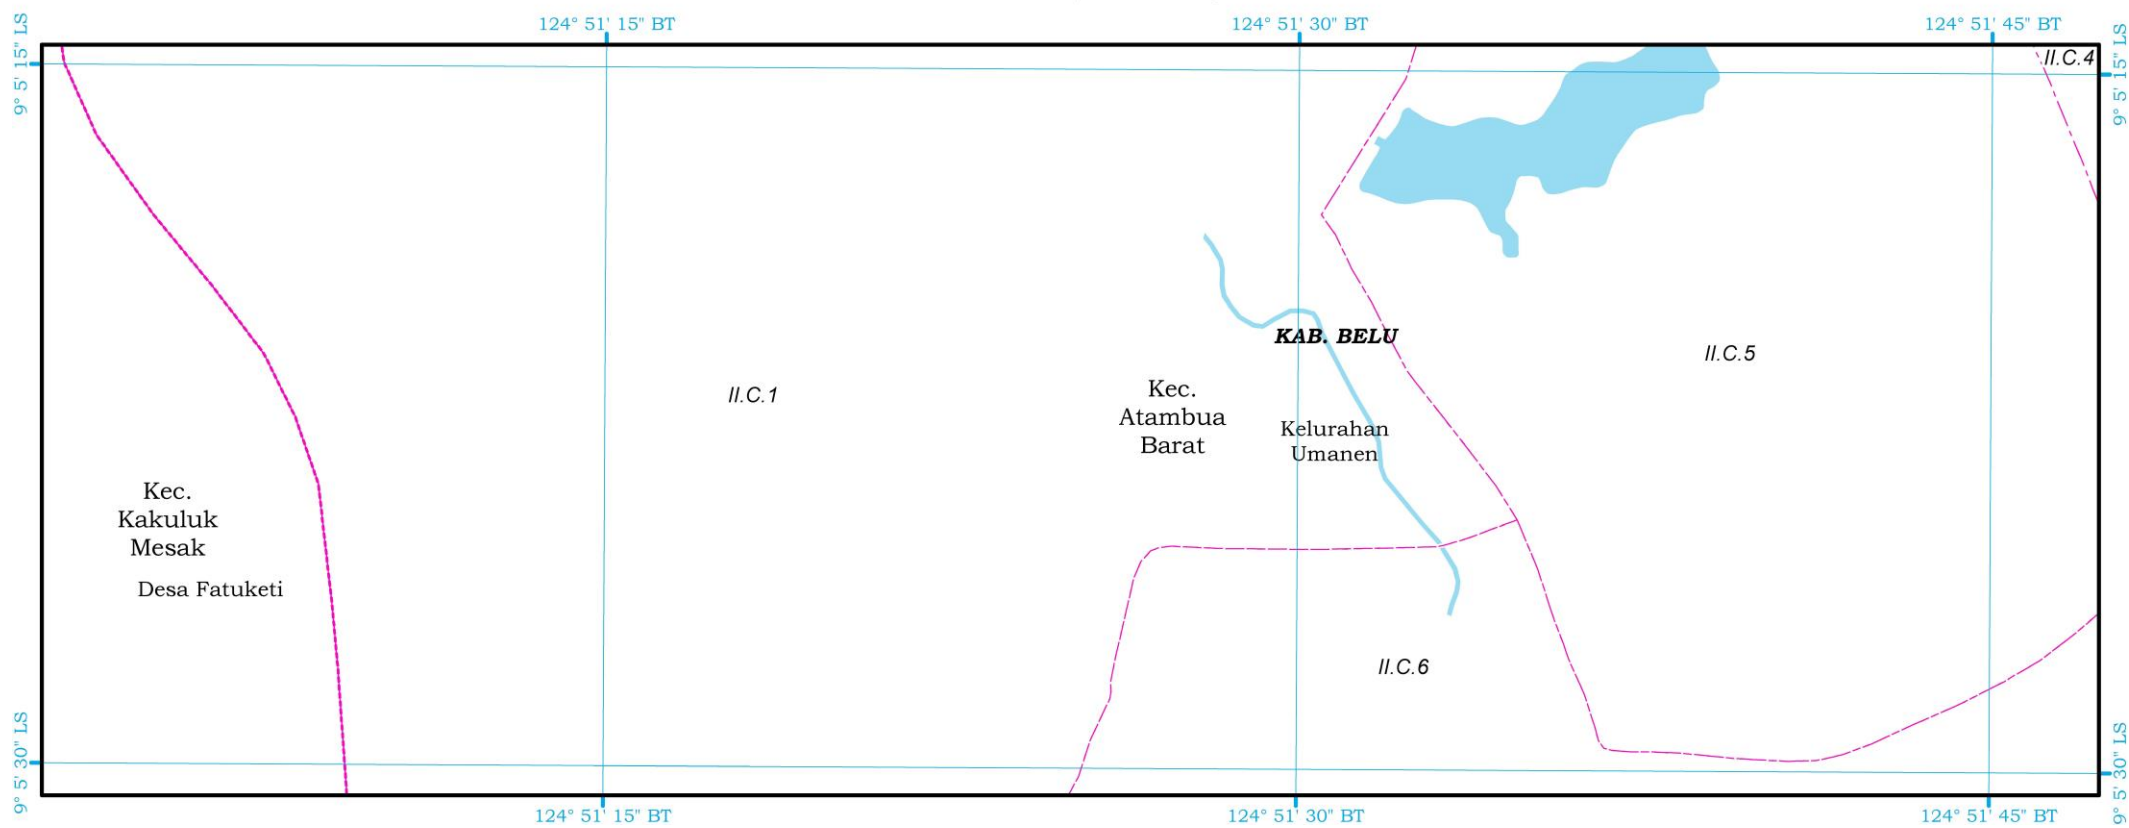 124° 51' 15" BT
124° 51' 30" BT
124° 51' 45" BT
9° 5' 15" LS
9° 5' 15" LS
II.C.4
KAB. BELU
II.C.5
II.C.1
Kec.
Atambua
Barat
Kelurahan
Umanen
Kec.
Kakuluk
Mesak
Desa Fatuketi
II.C.6
9° 5' 30" LS
9° 5' 30" LS
124° 51' 15" BT
124° 51' 30" BT
124° 51' 45" BT